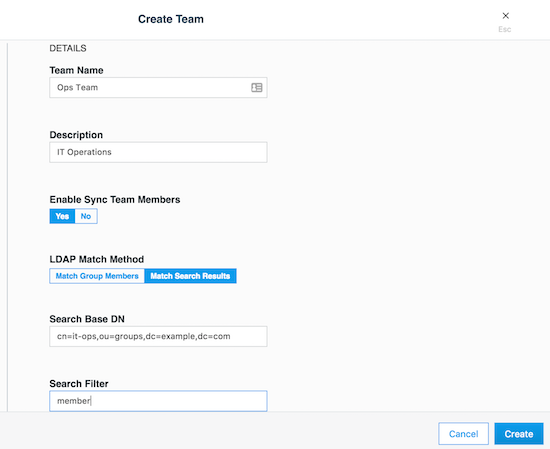 Create Team
Esc
DETAILS
Team Name
Ops Team
Description
IT Operations
Enable Sync Team Members
Yes No
LDAP Match Method
Match Group Members Match Search Results
Search Base DN
cn=it-ops,ou=groups,dc=example,dc=com
Search Filter
member
Cancel Create